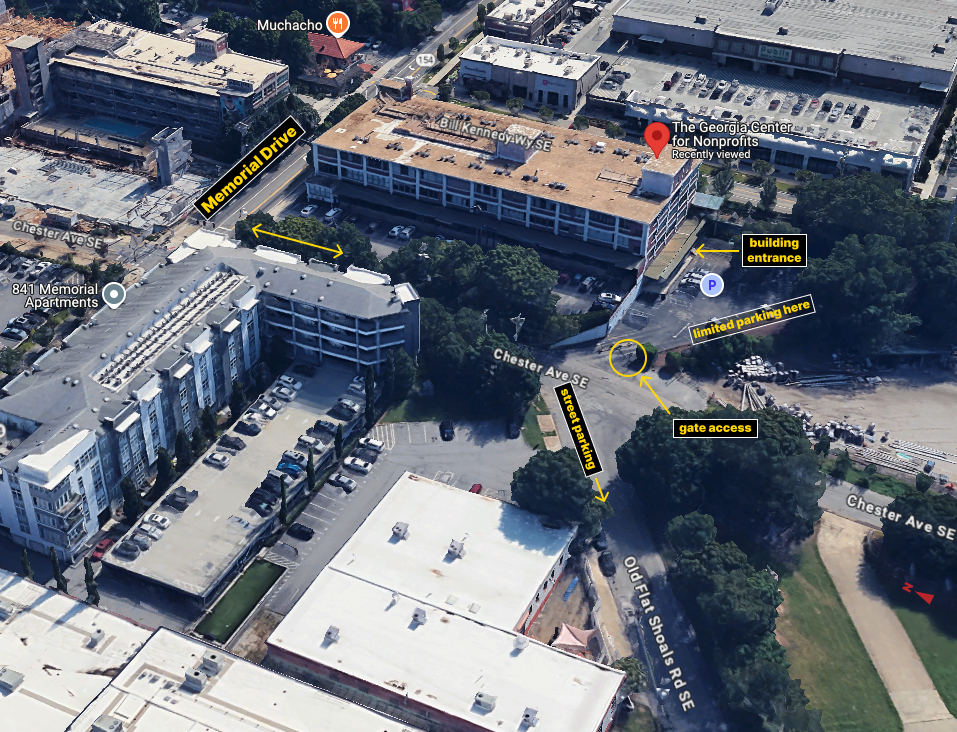 Muchacho
154
Publix
Bill Kennedy Wy SE
The Georgia Center
for Nonprofits
Recently viewed
Memorial Drive
Chester Ave SE
building
entrance
841 Memorial
Apartments
P
limited parking here
Chester Ave SE
street parking
gate access
Chester Ave SE
N
Old Flat Shoals Rd SE